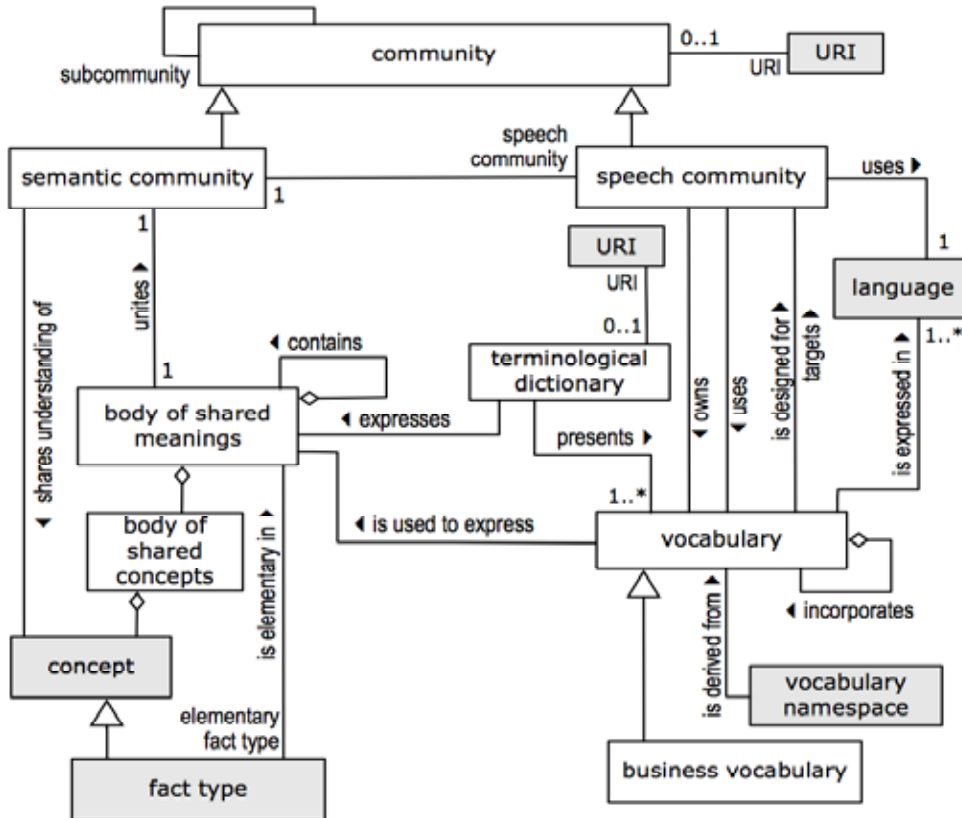 community
0..1
URI
URI
subcommunity
speech
community
semantic community
1
speech community
uses ▶
1
URI
URI
language
1
unites ▶
◀ shares understanding of
0..1
1..*
◀ contains
terminological
dictionary
1
body of shared
meanings
◀ expresses
presents ▶
◀ owns
◀ uses
is designed for ▶
targets ▶
is expressed in ▶
1..*
body of
shared
concepts
is elementary in ▶
◀ is used to express
vocabulary
◀ incorporates
concept
is derived from ▶
vocabulary
namespace
elementary
fact type
fact type
business vocabulary